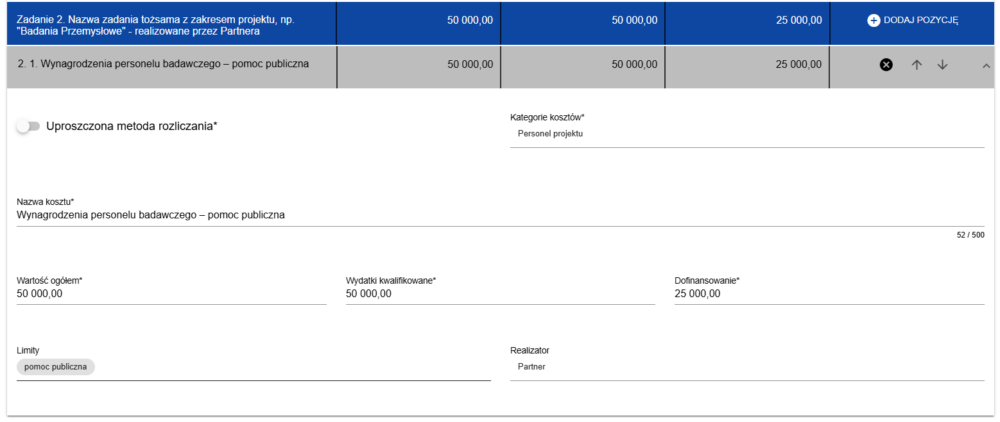 Zadanie 2. Nazwa zadania tożsama z zakresem projektu, np.
"Badania Przemysłowe" - realizowane przez Partnera
50 000,00
50 000,00
25 000,00
DODAJ POZYCJĘ
2. 1. Wynagrodzenia personelu badawczego – pomoc publiczna
50 000,00
50 000,00
25 000,00
Uproszczona metoda rozliczania*
Kategorie kosztów*
Personel projektu
Nazwa kosztu*
Wynagrodzenia personelu badawczego – pomoc publiczna
52 / 500
Wartość ogółem*
50 000,00
Wydatki kwalifikowane*
50 000,00
Dofinansowanie*
25 000,00
Limity
pomoc publiczna
Realizator
Partner